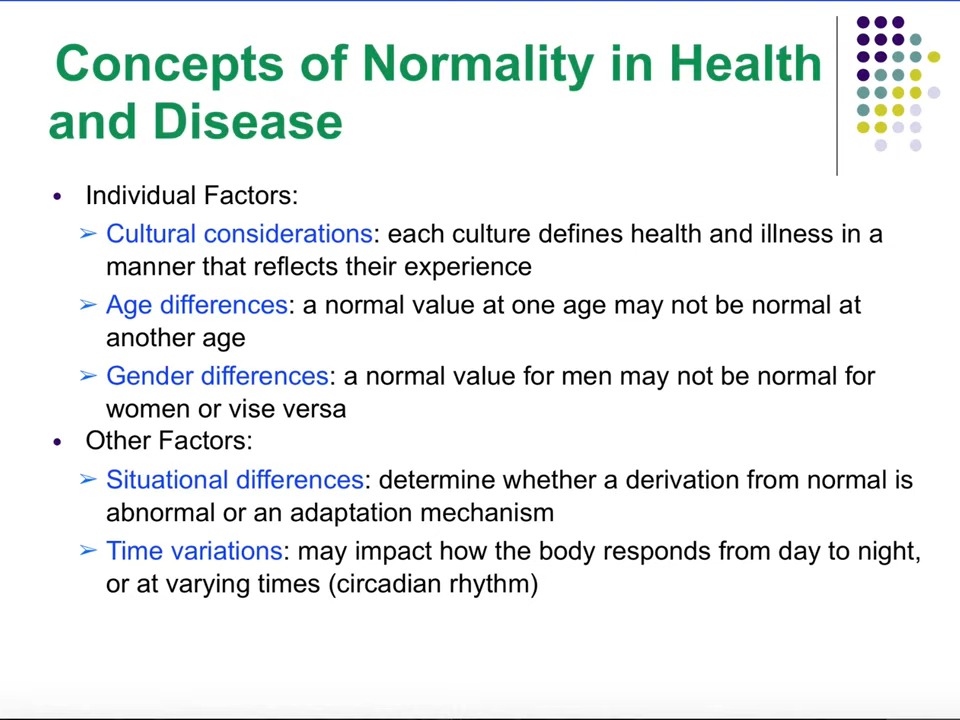 Concepts of Normality in Health
and Disease
• Individual Factors:
➢ Cultural considerations: each culture defines health and illness in a
manner that reflects their experience
➢ Age differences: a normal value at one age may not be normal at
another age
➢ Gender differences: a normal value for men may not be normal for
women or vise versa
• Other Factors:
➢ Situational differences: determine whether a derivation from normal is
abnormal or an adaptation mechanism
➢ Time variations: may impact how the body responds from day to night,
or at varying times (circadian rhythm)